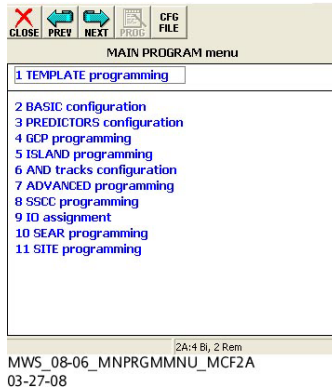 CLOSE PREV NEXT PROG CFG FILE
MAIN PROGRAM menu
1 TEMPLATE programming
2 BASIC configuration
3 PREDICTORS configuration
4 GCP programming
5 ISLAND programming
6 AND tracks configuration
7 ADVANCED programming
8 SSCC programming
9 IO assignment
10 SEAR programming
11 SITE programming
2A:4 Bi, 2 Rem
MWS_08-06_MNPRGMMNU_MCF2A
03-27-08